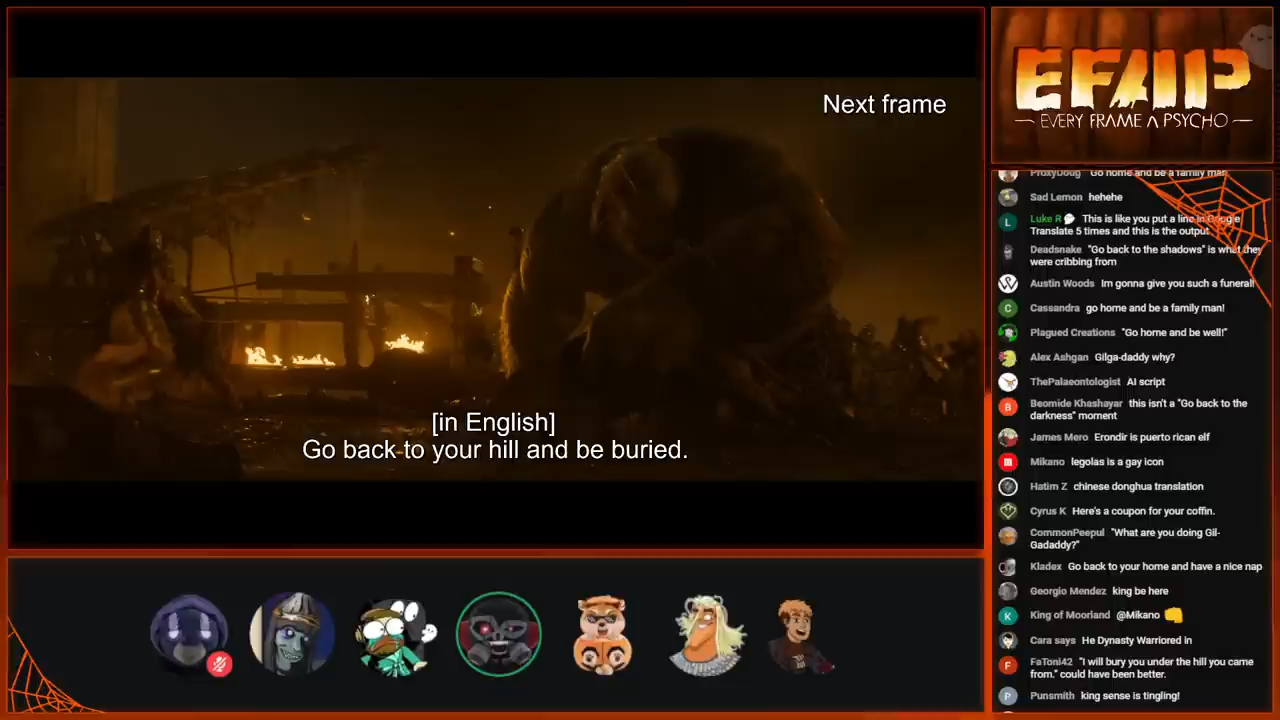 Next frame
[in English]
Go back to your hill and be buried.
EFAP
— EVERY FRAME A PSYCHO —
ProxyDoug Go home and be a family man
Sad Lemon hehehe
Luke R This is like you put a line in Google
Translate 5 times and this is the output
Deadsnake "Go back to the shadows" is what they
were cribbing from
Austin Woods Im gonna give you such a funeral!
Cassandra go home and be a family man!
Plagued Creations "Go home and be well!"
Alex Ashgan Gilga-daddy why?
ThePalaeontologist AI script
Beomide Khashayar this isn't a "Go back to the
darkness" moment
James Mero Erondir is puerto rican elf
Mikano legolas is a gay icon
Hatim Z chinese donghua translation
Cyrus K Here's a coupon for your coffin.
CommonPeepul "What are you doing Gil-
Gadaddy?"
Kladex Go back to your home and have a nice nap
Georgio Mendez king be here
King of Moorland @Mikano
Cara says He Dynasty Warriored in
FaToni42 "I will bury you under the hill you came
from." could have been better.
Punsmith king sense is tingling!